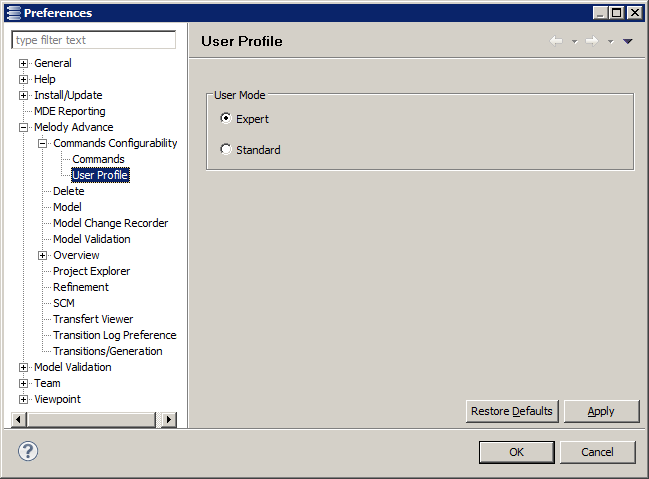 Preferences
type filter text
General
Help
Install/Update
MDE Reporting
Melody Advance
Commands Configurability
Commands
User Profile
Delete
Model
Model Change Recorder
Model Validation
Overview
Project Explorer
Refinement
SCM
Transfert Viewer
Transition Log Preference
Transitions/Generation
Model Validation
Team
Viewpoint
User Profile
User Mode
Expert
Standard
Restore Defaults
Apply
?
OK
Cancel